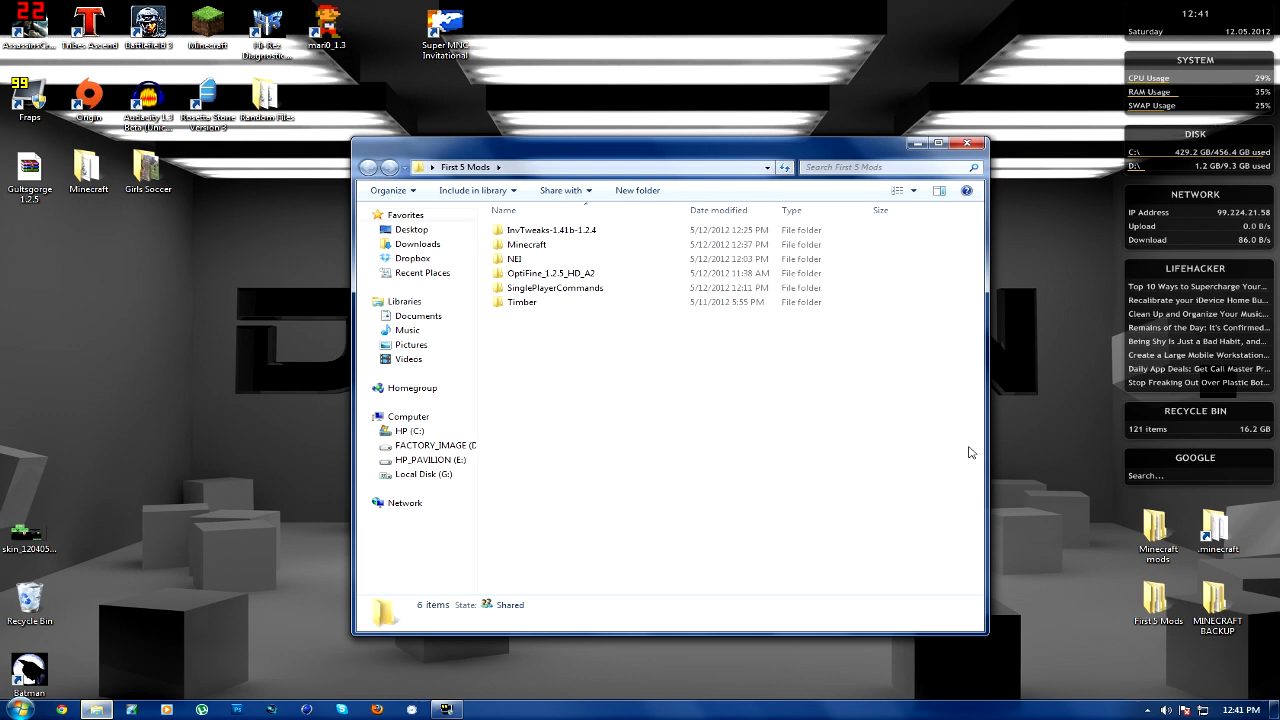 22
AssassinsCr...
Tribes Ascend
Battlefield 3
Minecraft
Hi-Rez
Diagnostic...
mari0_1.3
Super MNC
Invitational
99
Fraps
Origin
Audacity 1.3
Beta (Unic...
Rosetta Stone
Version 3
Random Files
Gultsgorge
1.2.5
Minecraft
Girls Soccer
skin_120405...
Recycle Bin
Batman
First 5 Mods
Search First 5 Mods
Organize
Include in library
Share with
New folder
Name
Date modified
Type
Size
Favorites
Desktop
Downloads
Dropbox
Recent Places
Libraries
Documents
Music
Pictures
Videos
Homegroup
Computer
HP (C:)
FACTORY_IMAGE (D
HP_PAVILION (E:)
Local Disk (G:)
Network
InvTweaks-1.41b-1.2.4 5/12/2012 12:25 PM File folder
Minecraft 5/12/2012 12:37 PM File folder
NEI 5/12/2012 12:03 PM File folder
OptiFine_1.2.5_HD_A2 5/12/2012 11:38 AM File folder
SinglePlayerCommands 5/12/2012 12:11 PM File folder
Timber 5/11/2012 5:55 PM File folder
6 items State: Shared
12:41
Saturday 12.05.2012
SYSTEM
CPU Usage 29%
RAM Usage 35%
SWAP Usage 25%
DISK
C:\ 429.2 GB/456.4 GB used
D:\ 1.2 GB/9.3 GB used
NETWORK
IP Address 99.224.21.58
Upload 0.0 B/s
Download 86.0 B/s
LIFEHACKER
Top 10 Ways to Supercharge Your...
Recalibrate your iDevice Home Bu...
Clean Up and Organize Your Music...
Remains of the Day: It's Confirmed...
Being Shy Is Just a Bad Habit, and...
Create a Large Mobile Workstation...
Daily App Deals: Get Call Master Pr...
Stop Freaking Out Over Plastic Bot...
RECYCLE BIN
121 items 16.2 GB
GOOGLE
Search...
Minecraft
mods
.minecraft
First 5 Mods
MINECRAFT
BACKUP
12:41 PM